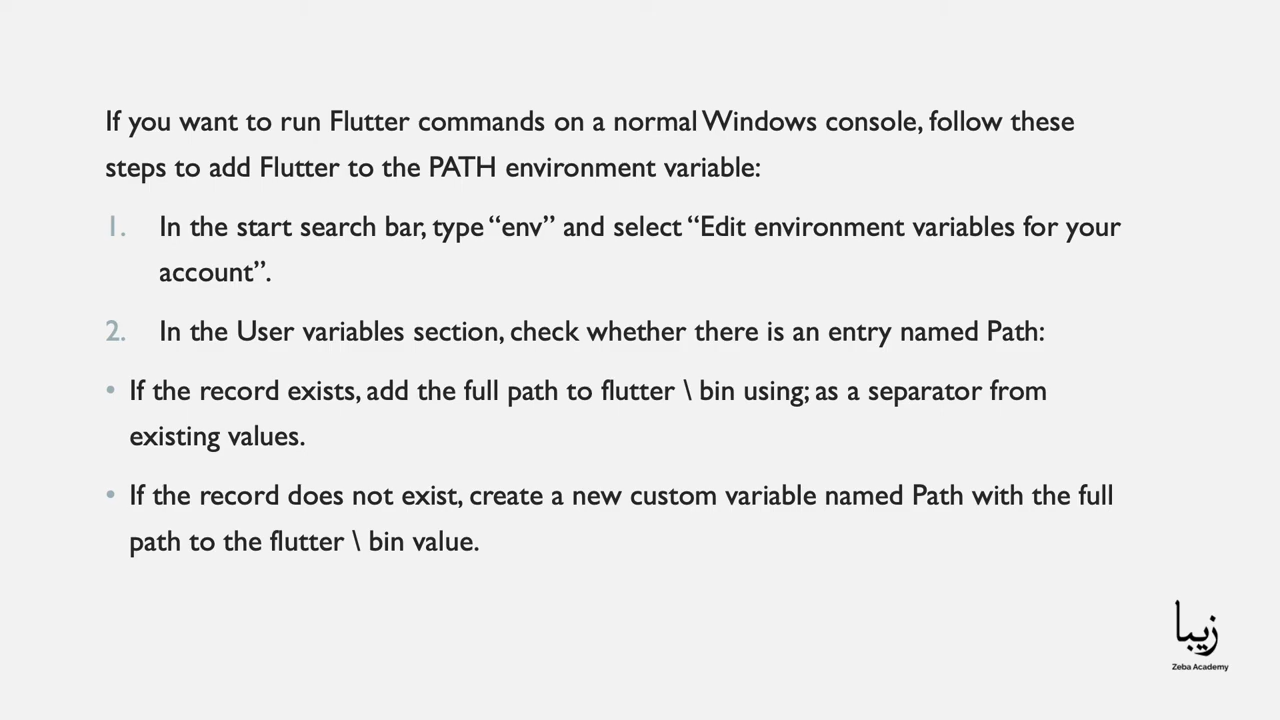 If you want to run Flutter commands on a normal Windows console, follow these
steps to add Flutter to the PATH environment variable:
1. In the start search bar, type “env” and select “Edit environment variables for your
account”.
2. In the User variables section, check whether there is an entry named Path:
• If the record exists, add the full path to flutter \ bin using; as a separator from
existing values.
• If the record does not exist, create a new custom variable named Path with the full
path to the flutter \ bin value.
زیبا
Zeba Academy